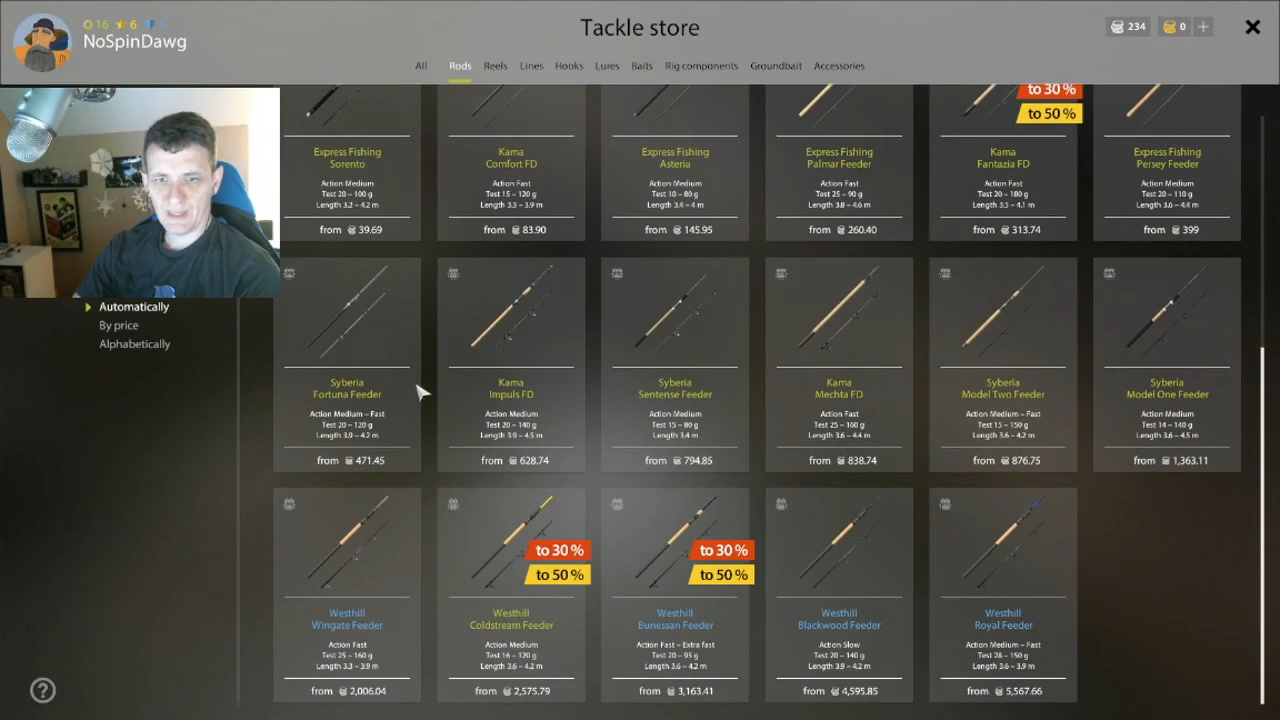 16 6 1
NoSpinDawg
Tackle store
234 0 +
All Rods Reels Lines Hooks Lures Baits Rig components Groundbait Accessories
to 30 %
to 50 %
Express Fishing
Sorento
Action Medium
Test 20 – 100 g
Length 3.2 – 4.2 m
from 39.69
Kama
Comfort FD
Action Fast
Test 15 – 120 g
Length 3.3 – 3.9 m
from 83.90
Express Fishing
Asteria
Action Medium
Test 10 – 80 g
Length 3.4 – 4 m
from 145.95
Express Fishing
Palmar Feeder
Action Fast
Test 25 – 90 g
Length 3.8 – 4.6 m
from 260.40
Kama
Fantazia FD
Action Fast
Test 20 – 180 g
Length 3.5 – 4.1 m
from 313.74
Express Fishing
Persey Feeder
Action Medium
Test 20 – 110 g
Length 3.6 – 4.4 m
from 399
Automatically
By price
Alphabetically
Syberia
Fortuna Feeder
Action Medium – Fast
Test 20 – 120 g
Length 3.9 – 4.2 m
from 471.45
Kama
Impuls FD
Action Medium
Test 20 – 140 g
Length 3.9 – 4.5 m
from 628.74
Syberia
Sentense Feeder
Action Medium
Test 15 – 80 g
Length 3.4 m
from 794.85
Kama
Mechta FD
Action Fast
Test 25 – 160 g
Length 3.6 – 4.4 m
from 838.74
Syberia
Model Two Feeder
Action Medium – Fast
Test 15 – 150 g
Length 3.6 – 4.2 m
from 876.75
Syberia
Model One Feeder
Action Medium
Test 14 – 140 g
Length 3.6 – 4.5 m
from 1,363.11
Westhill
Wingate Feeder
Action Fast
Test 25 – 160 g
Length 3.3 – 3.9 m
from 2,006.04
to 30 %
to 50 %
Westhill
Coldstream Feeder
Action Medium
Test 16 – 120 g
Length 3.6 – 4.2 m
from 2,575.79
to 30 %
to 50 %
Westhill
Bunessan Feeder
Action Fast – Extra fast
Test 20 – 95 g
Length 3.6 – 4.2 m
from 3,163.41
Westhill
Blackwood Feeder
Action Slow
Test 20 – 140 g
Length 3.9 – 4.2 m
from 4,595.85
Westhill
Royal Feeder
Action Medium – Fast
Test 28 – 150 g
Length 3.6 – 3.9 m
from 5,567.66
?